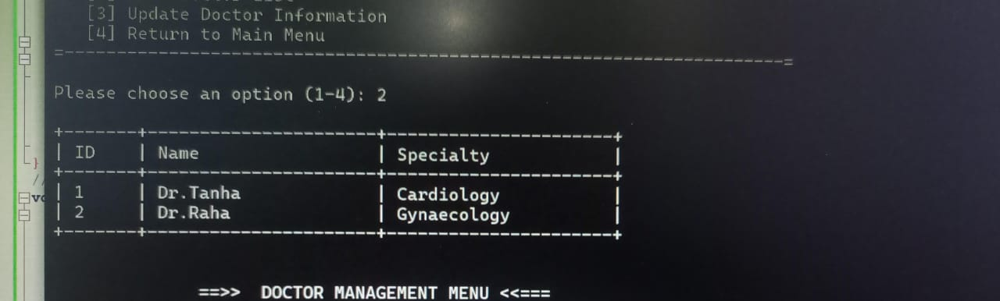 [3] Update Doctor Information
[4] Return to Main Menu
=-----------------------------------------------------------------------=
Please choose an option (1-4): 2
+-------+----------------------+----------------------+
| ID | Name | Specialty |
+-------+----------------------+----------------------+
| 1 | Dr.Tanha | Cardiology |
| 2 | Dr.Raha | Gynaecology |
+-------+----------------------+----------------------+
==>> DOCTOR MANAGEMENT MENU <<===